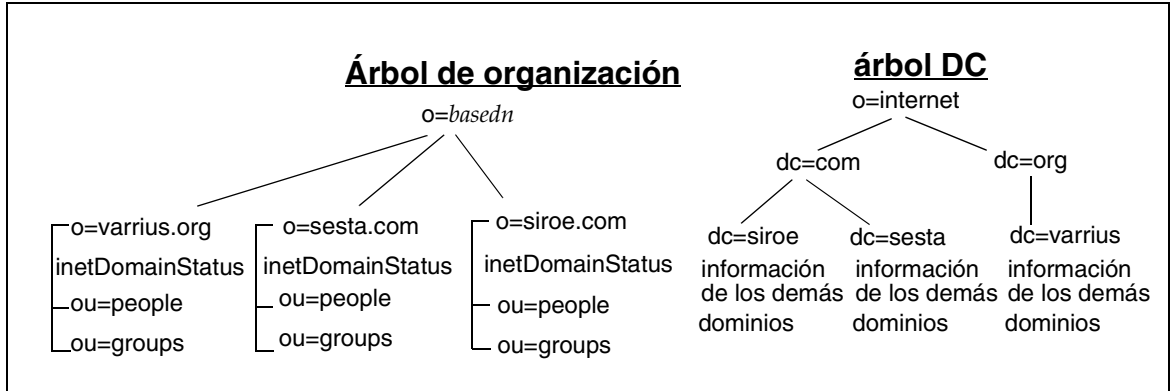 Árbol de organización
o=basedn
o=varrius.org
inetDomainStatus
ou=people
ou=groups
o=sesta.com
inetDomainStatus
ou=people
ou=groups
o=siroe.com
inetDomainStatus
ou=people
ou=groups
árbol DC
o=internet
dc=com
dc=org
dc=siroe
información
de los demás
dominios
dc=sesta
información
de los demás
dominios
dc=varrius
información
de los demás
dominios